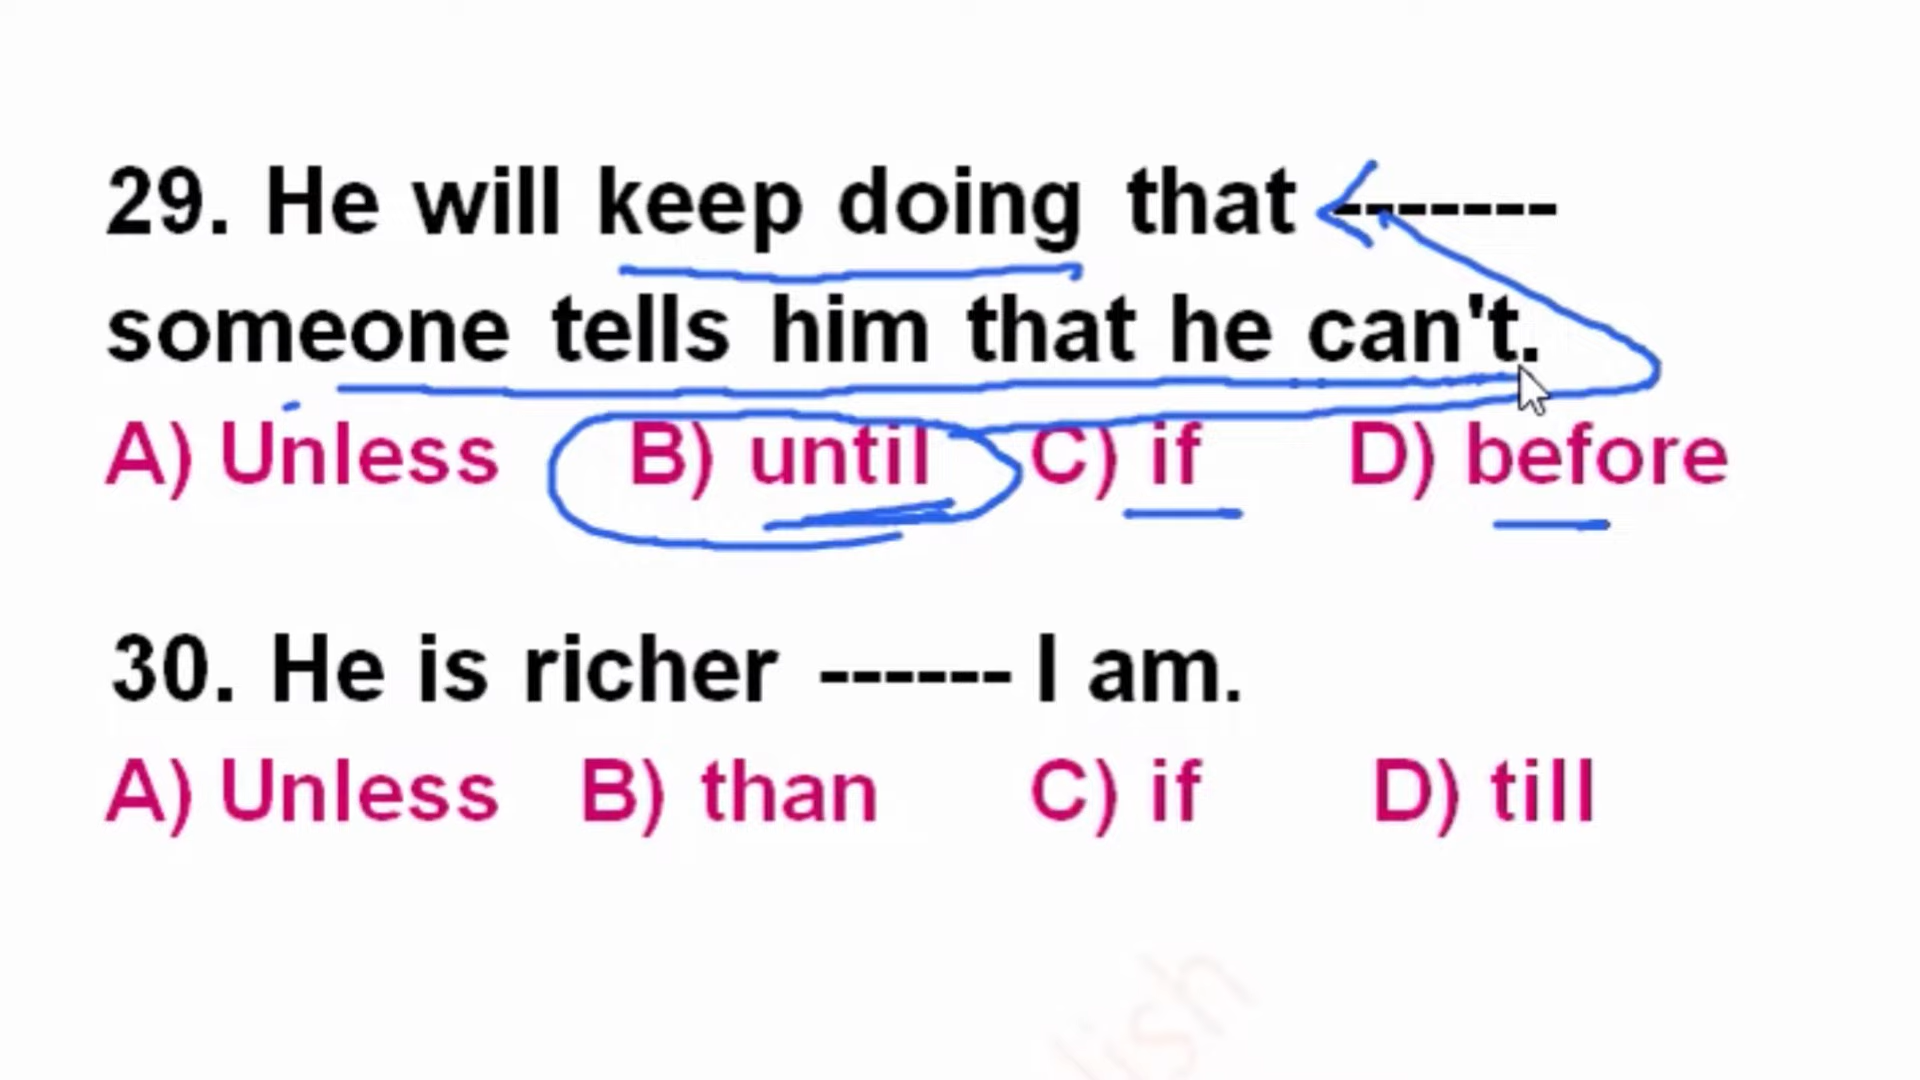 29. He will keep doing that -------
someone tells him that he can't.
A) Unless B) until C) if D) before
30. He is richer ------ I am.
A) Unless B) than C) if D) till